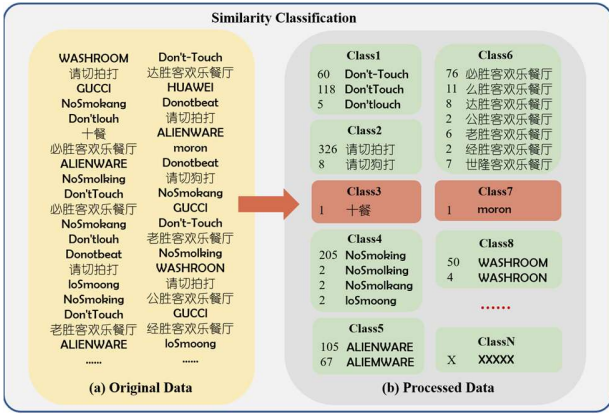 Similarity Classification
WASHROOM Don't-Touch
请切拍打 达胜客欢乐餐厅
GUCCI HUAWEI
NoSmokang Donotbeat
Don'tlouch 请切拍打
十餐 ALIENWARE
必胜客欢乐餐厅 moron
ALIENWARE Donotbeat
NoSmolking 请切狗打
Don'tTouch NoSmokang
必胜客欢乐餐厅 GUCCI
NoSmokang Don't-Touch
Don'tlouh 老胜客欢乐餐厅
Donotbeat NoSmolking
请切拍打 WASHROON
IoSmoong 请切拍打
NoSmoking 公胜客欢乐餐厅
Don'tTouch GUCCI
老胜客欢乐餐厅 经胜客欢乐餐厅
ALIENWARE IoSmoong
...... ......
(a) Original Data
Class1
60 Don't-Touch
118 Don'tTouch
5 Don'tlouch
Class2
326 请切拍打
8 请切狗打
Class3
1 十餐
Class4
205 NoSmoking
2 NoSmolking
2 NoSmolkang
2 IoSmoong
Class5
105 ALIENWARE
67 ALIEMWARE
Class6
76 必胜客欢乐餐厅
11 么胜客欢乐餐厅
8 达胜客欢乐餐厅
2 公胜客欢乐餐厅
6 老胜客欢乐餐厅
2 经胜客欢乐餐厅
7 世隆客欢乐餐厅
Class7
1 moron
Class8
50 WASHROOM
4 WASHROON
......
ClassN
X XXXXX
(b) Processed Data